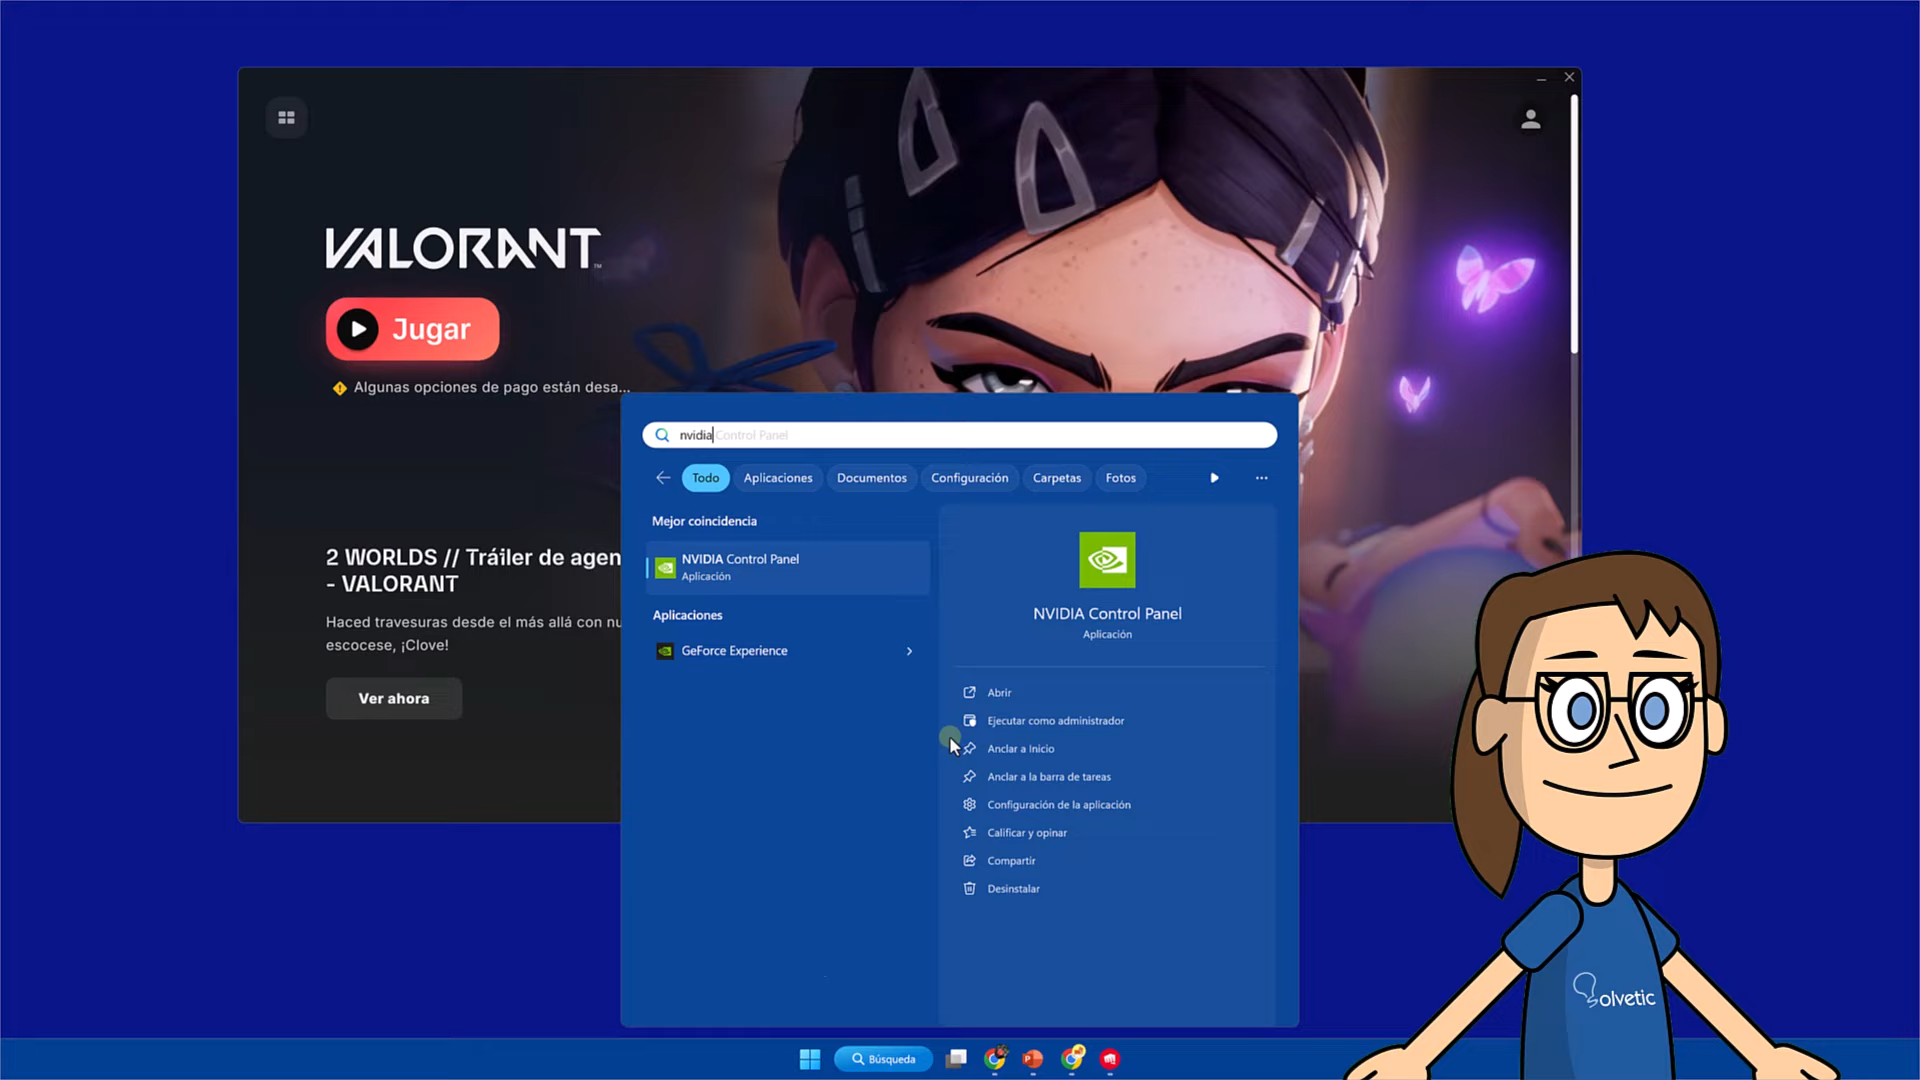 VALORANT
Jugar
Algunas opciones de pago están desa...
2 WORLDS // Tráiler de agen
- VALORANT
Haced travesuras desde el más allá con nu
escocese, ¡Clove!
Ver ahora
nvidia Control Panel
Todo Aplicaciones Documentos Configuración Carpetas Fotos
Mejor coincidencia
NVIDIA Control Panel
Aplicación
Aplicaciones
GeForce Experience
NVIDIA Control Panel
Aplicación
Abrir
Ejecutar como administrador
Anclar a Inicio
Anclar a la barra de tareas
Configuración de la aplicación
Calificar y opinar
Compartir
Desinstalar
Solvetic
Búsqueda